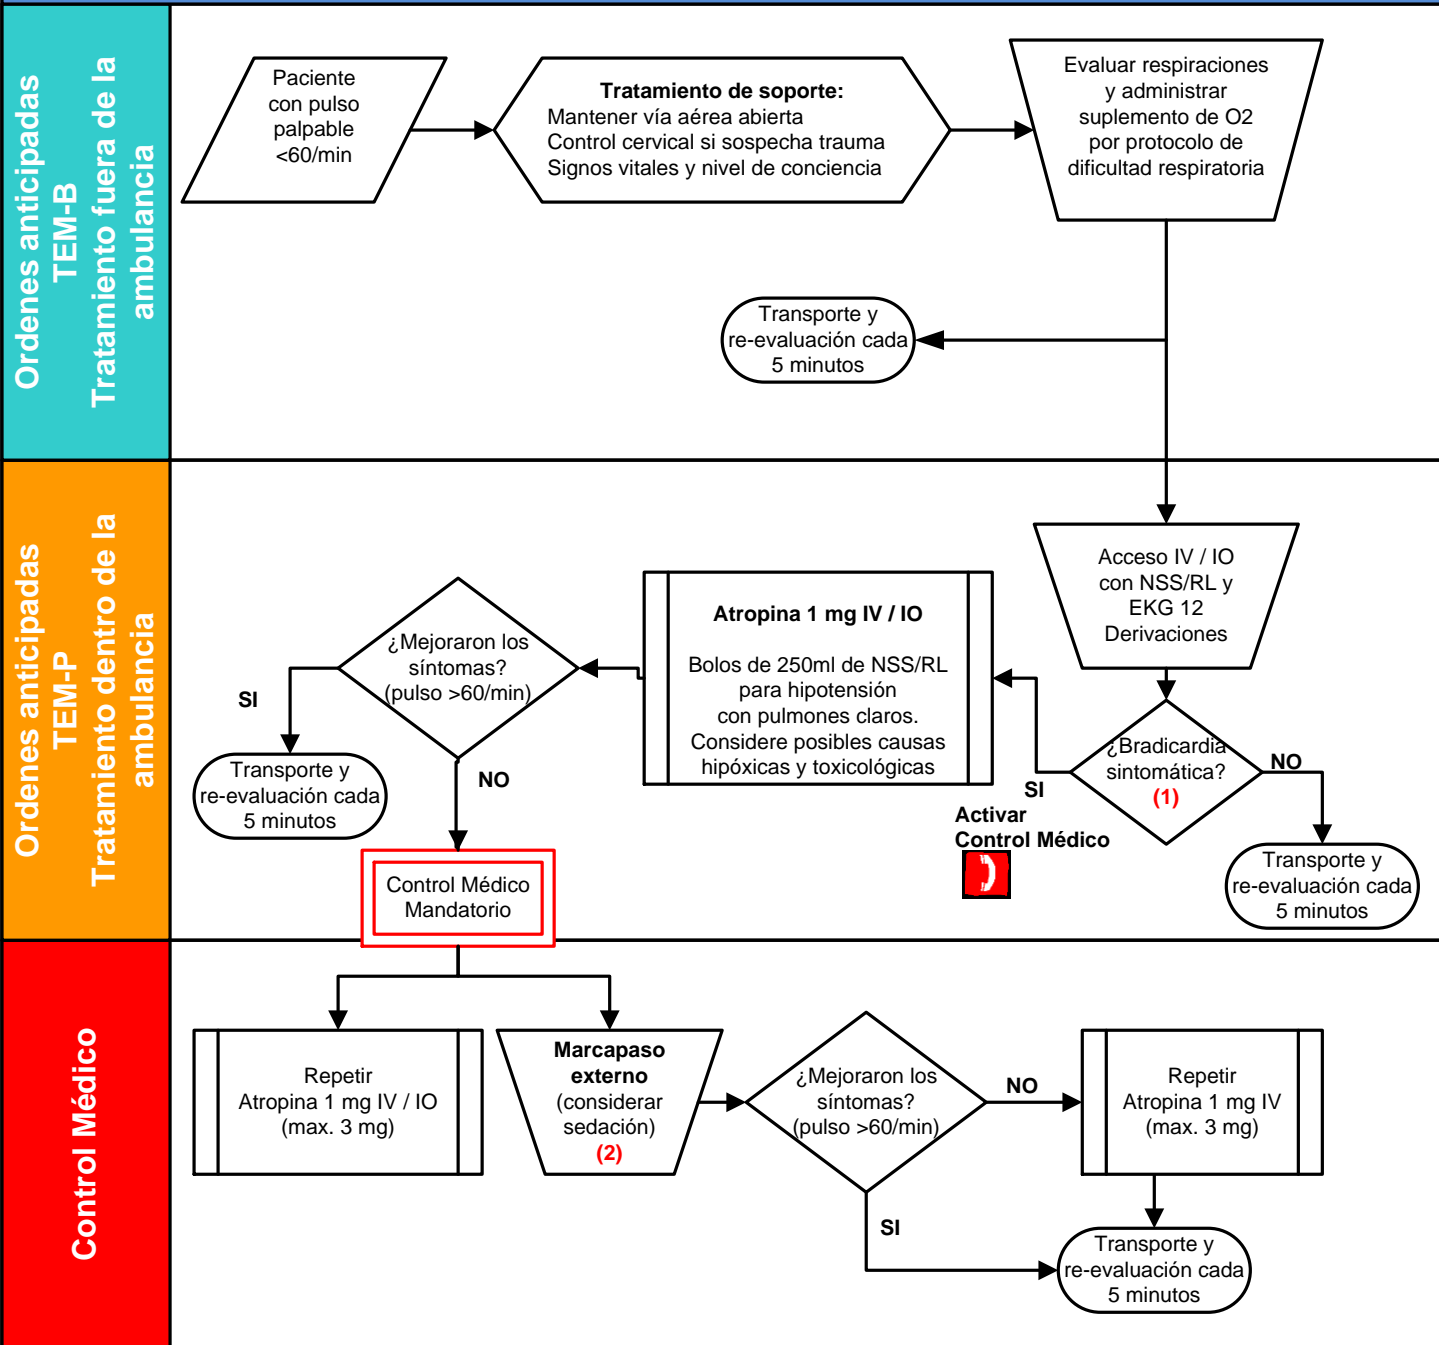 Ordenes anticipadas
TEM-B
Tratamiento fuera de la
ambulancia
Paciente
con pulso
palpable
<60/min
Tratamiento de soporte:
Mantener vía aérea abierta
Control cervical si sospecha trauma
Signos vitales y nivel de conciencia
Evaluar respiraciones
y administrar
suplemento de O2
por protocolo de
dificultad respiratoria
Transporte y
re-evaluación cada
5 minutos
Ordenes anticipadas
TEM-P
Tratamiento dentro de la
ambulancia
Acceso IV / IO
con NSS/RL y
EKG 12
Derivaciones
¿Bradicardia
sintomática?
(1)
NO
Transporte y
re-evaluación cada
5 minutos
SI
Activar
Control Médico
Atropina 1 mg IV / IO
Bolos de 250ml de NSS/RL
para hipotensión
con pulmones claros.
Considere posibles causas
hipóxicas y toxicológicas
¿Mejoraron los
síntomas?
(pulso >60/min)
SI
Transporte y
re-evaluación cada
5 minutos
NO
Control Médico
Mandatorio
Control Médico
Repetir
Atropina 1 mg IV / IO
(max. 3 mg)
Marcapaso
externo
(considerar
sedación)
(2)
¿Mejoraron los
síntomas?
(pulso >60/min)
NO
Repetir
Atropina 1 mg IV
(max. 3 mg)
SI
Transporte y
re-evaluación cada
5 minutos